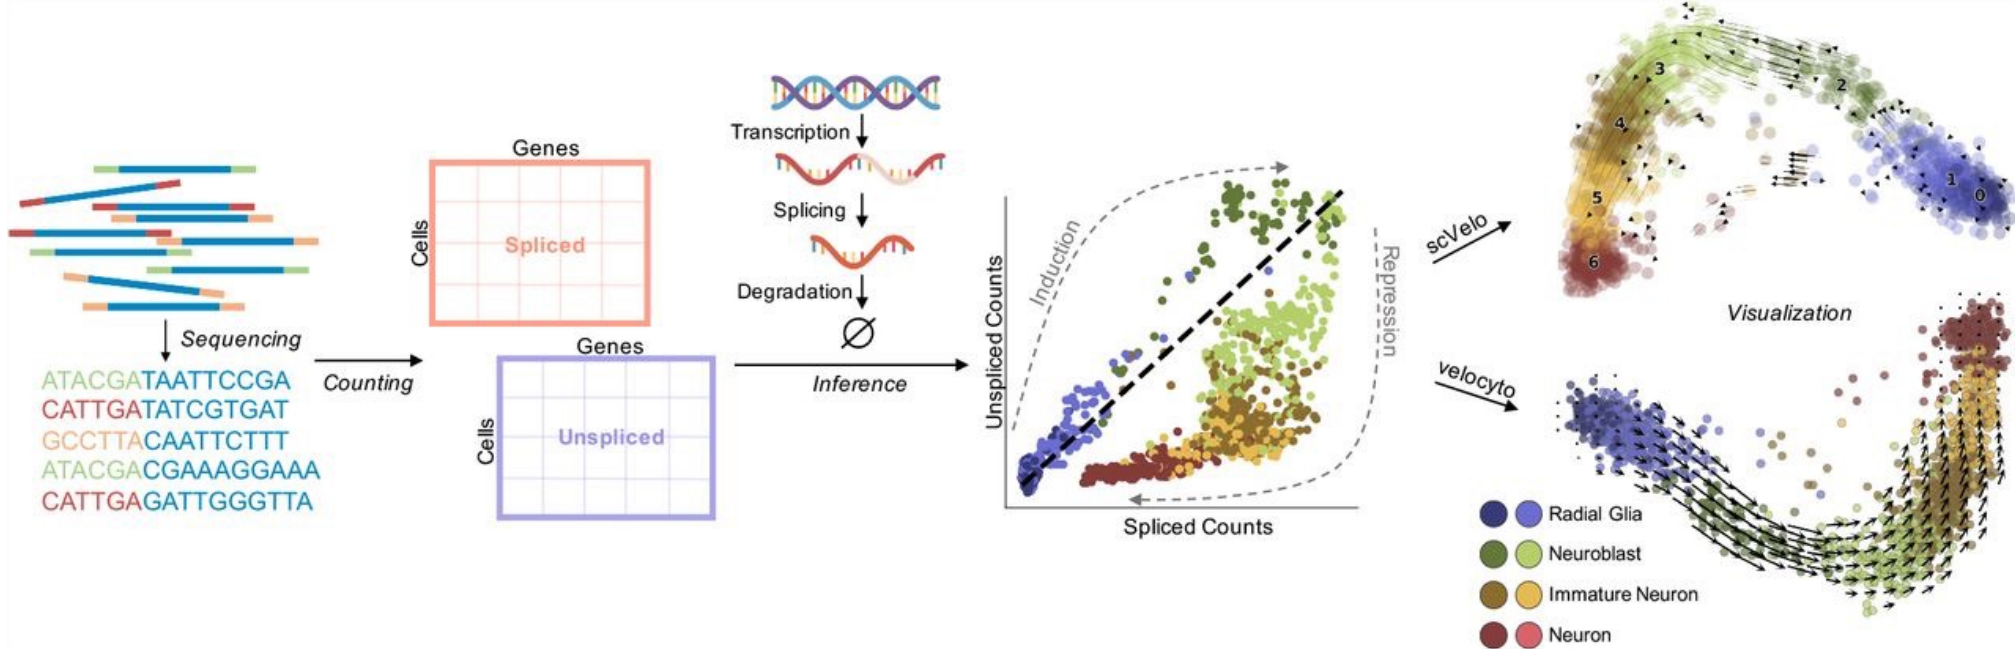 Sequencing
ATACGATAATTCCGA
CATTGATATCGTGAT
GCCTTACAATTCTTT
ATACGACGAAAGGAAA
CATTGAGATTGGGTTA
Counting
Genes
Cells
Spliced
Genes
Cells
Unspliced
Transcription
Splicing
Degradation
∅
Inference
Unspliced Counts
Spliced Counts
Induction
Repression
scVelo
velocyto
Visualization
3
2
4
1
0
5
6
Radial Glia
Neuroblast
Immature Neuron
Neuron